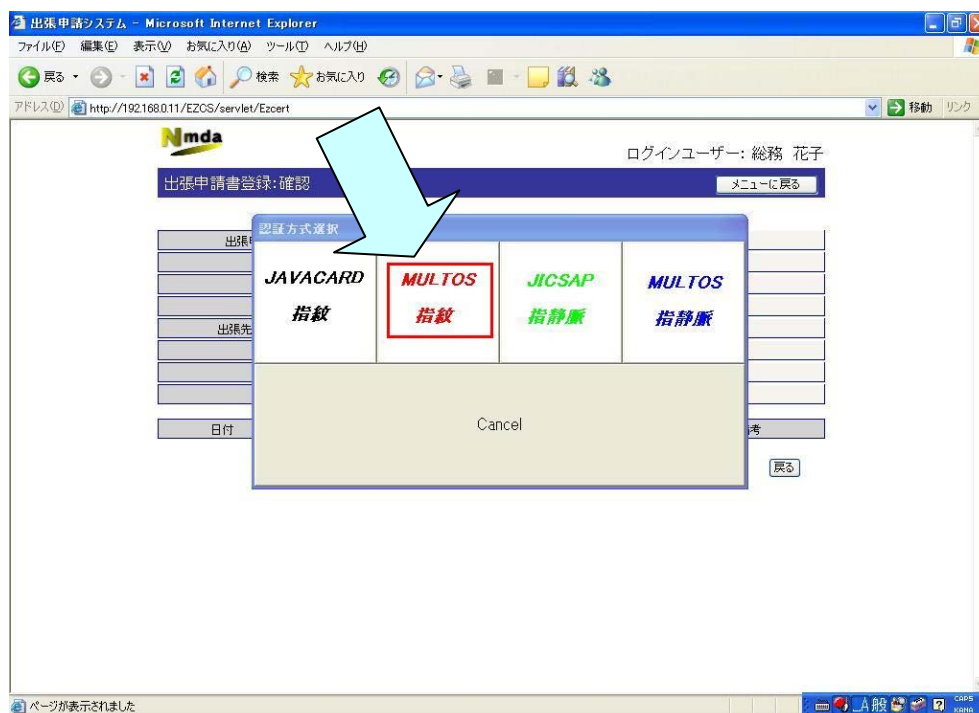 出張申請システム - Microsoft Internet Explorer
ファイル(F) 編集(E) 表示(V) お気に入り(A) ツール(T) ヘルプ(H)
戻る 検索 お気に入り
アドレス(D) http://192.168.0.11/EZCS/servlet/Ezcert 移動 リンク
Nmda
ログインユーザー: 総務 花子
出張申請書登録:確認 メニューに戻る
認証方式選択
出張
JAVACARD 指紋
MULTOS 指紋
JICSAP 指静脈
MULTOS 指静脈
出張先
Cancel
日付 考
戻る
ページが表示されました
A 般 CAPS
KANA